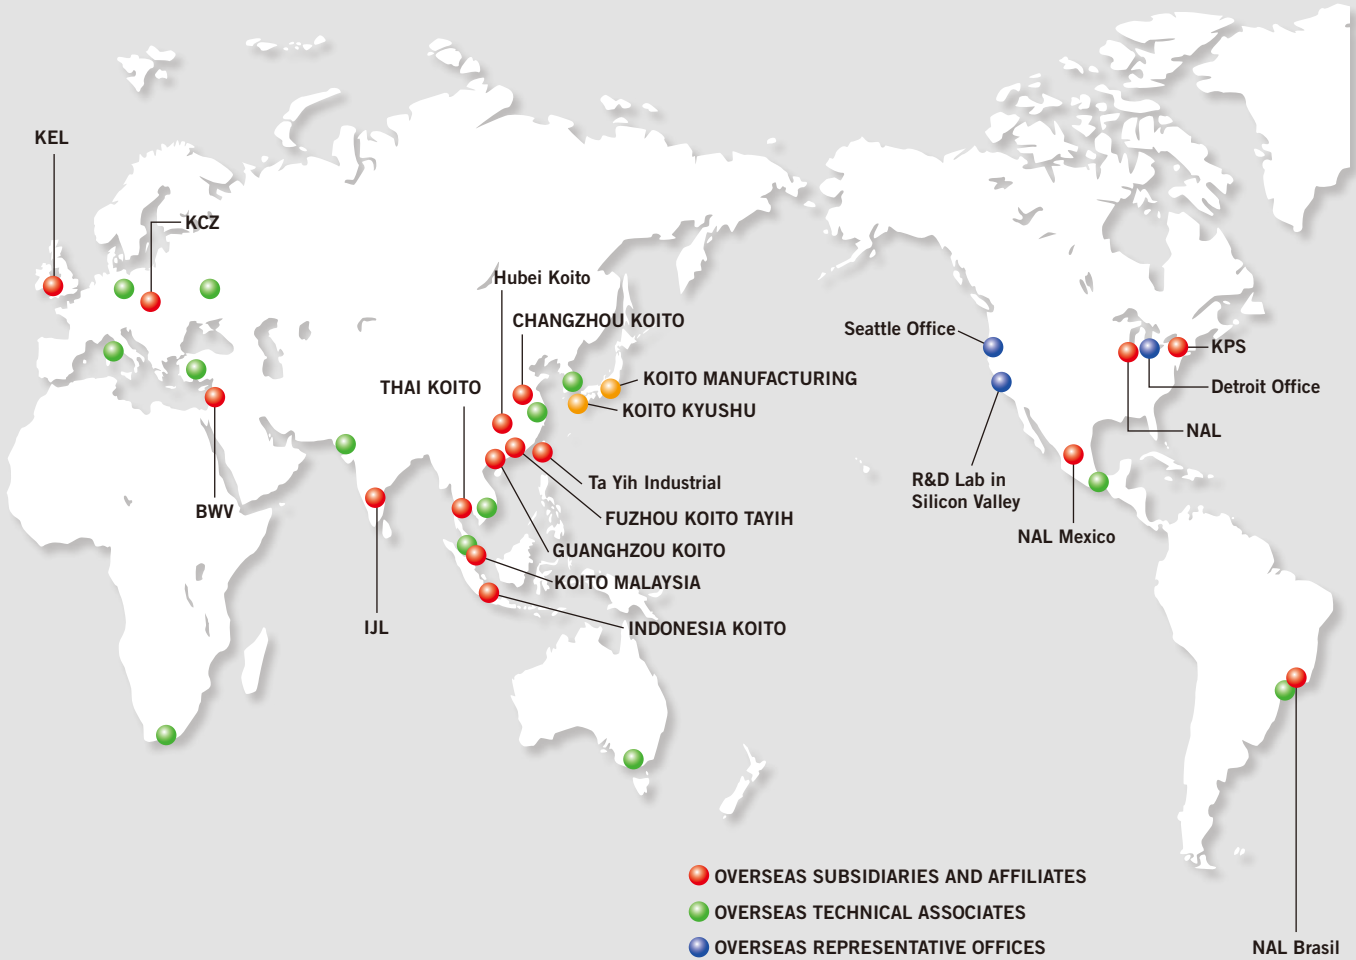 KEL
KCZ
Hubei Koito
CHANGZHOU KOITO
Seattle Office
KPS
THAI KOITO
KOITO MANUFACTURING
Detroit Office
KOITO KYUSHU
NAL
Ta Yih Industrial
R&D Lab in
Silicon Valley
BWV
FUZHOU KOITO TAYIH
NAL Mexico
GUANGHZOU KOITO
KOITO MALAYSIA
IJL
INDONESIA KOITO
OVERSEAS SUBSIDIARIES AND AFFILIATES
OVERSEAS TECHNICAL ASSOCIATES
OVERSEAS REPRESENTATIVE OFFICES
NAL Brasil